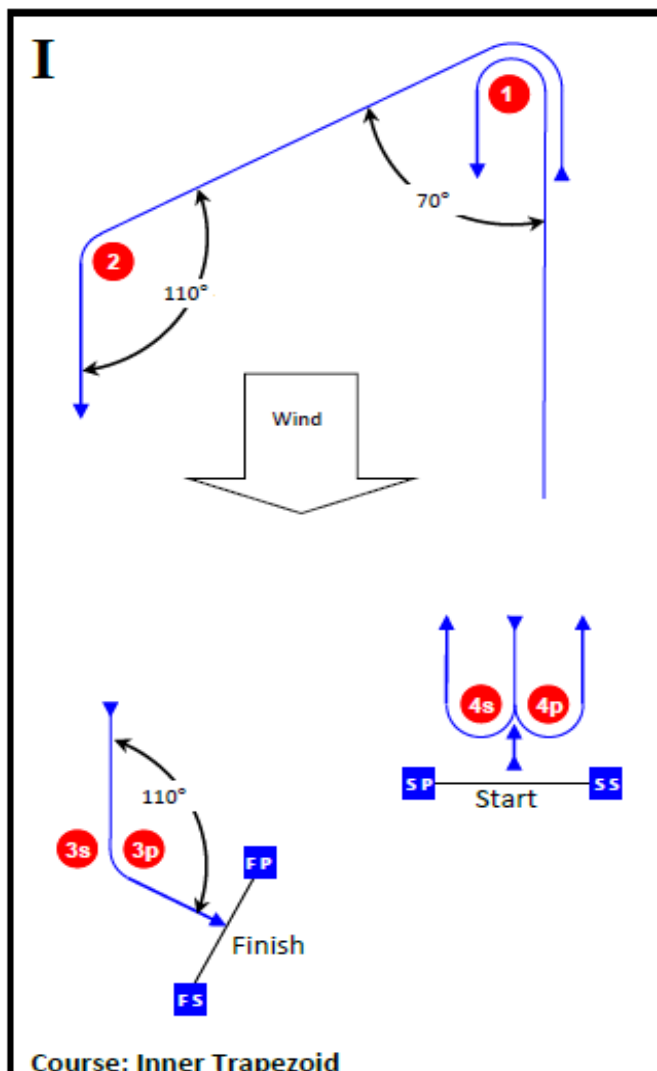 I
1
70°
2
110°
Wind
4s 4p
SP SS
Start
110°
3s 3p
FP
Finish
FS
Course: Inner Trapezoid